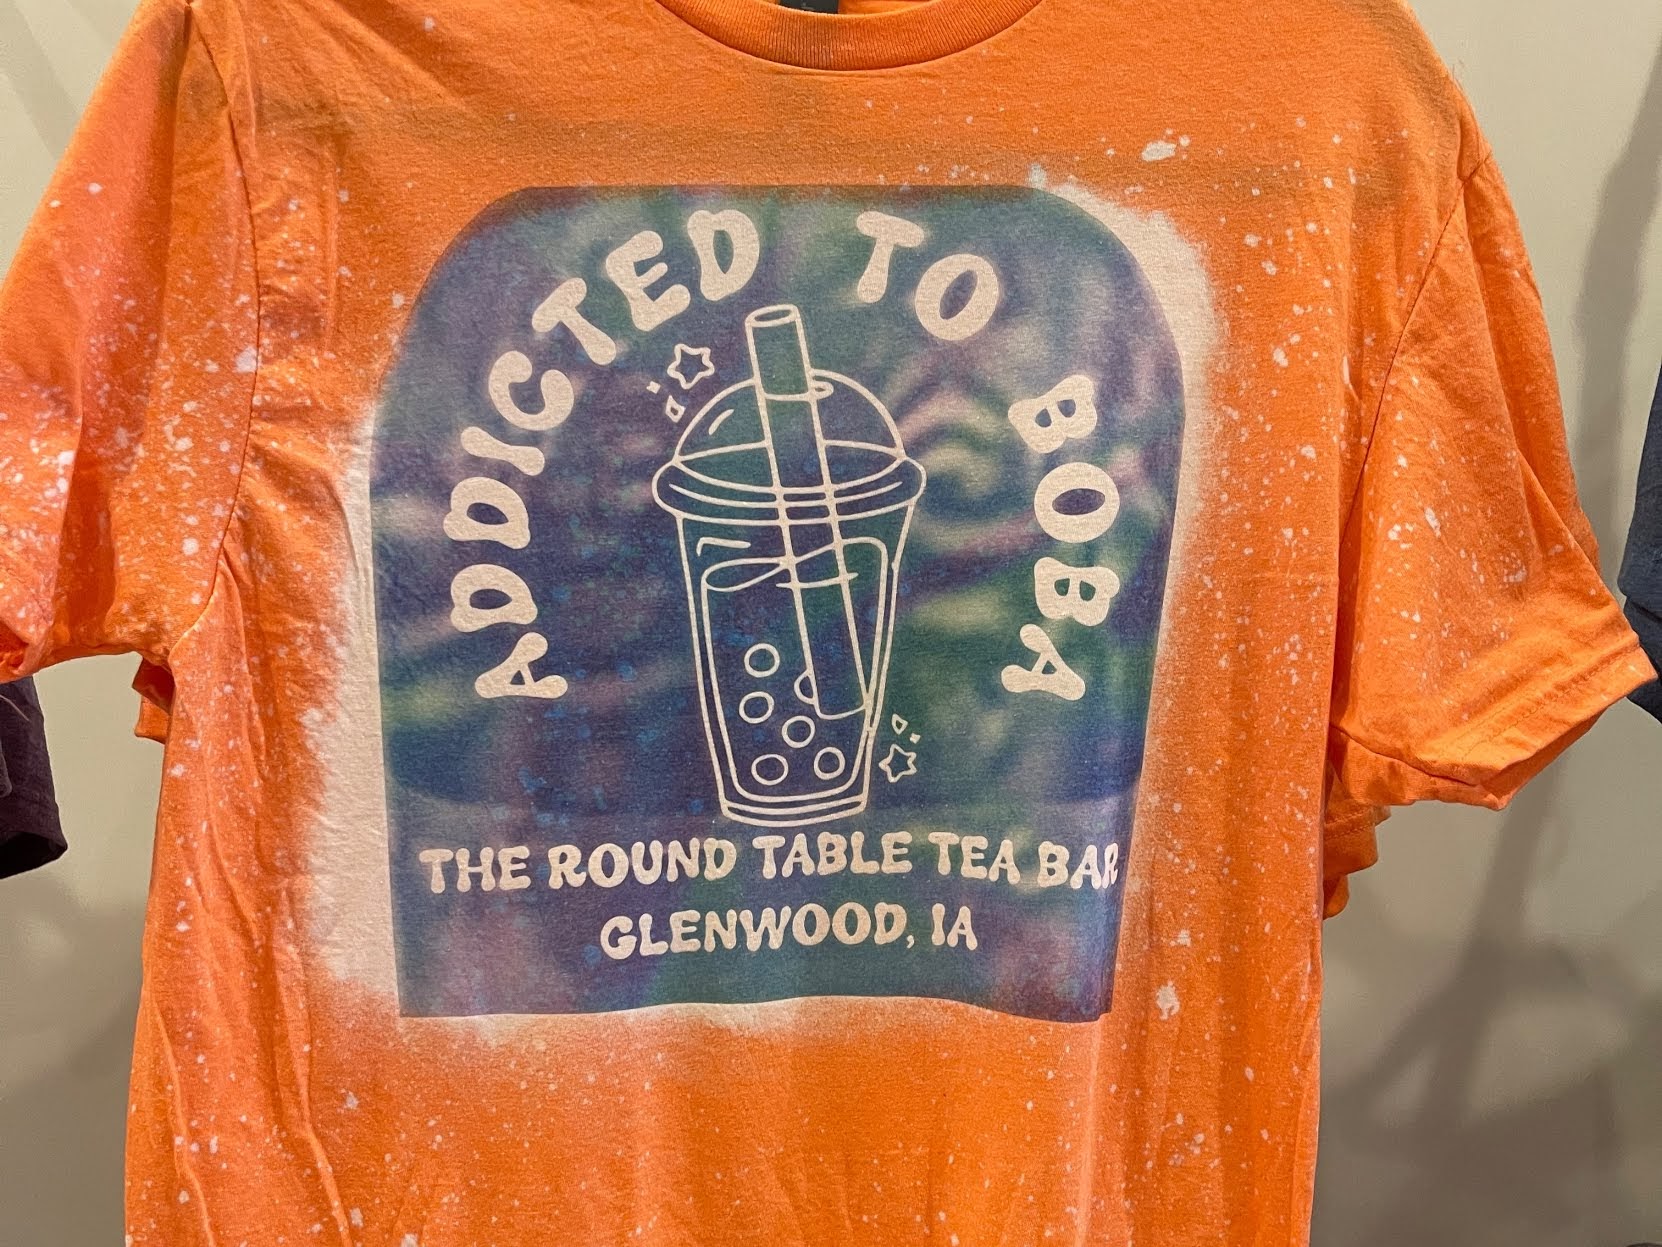 ADDICTED TO BOBA
THE ROUND TABLE TEA BAR
GLENWOOD, IA